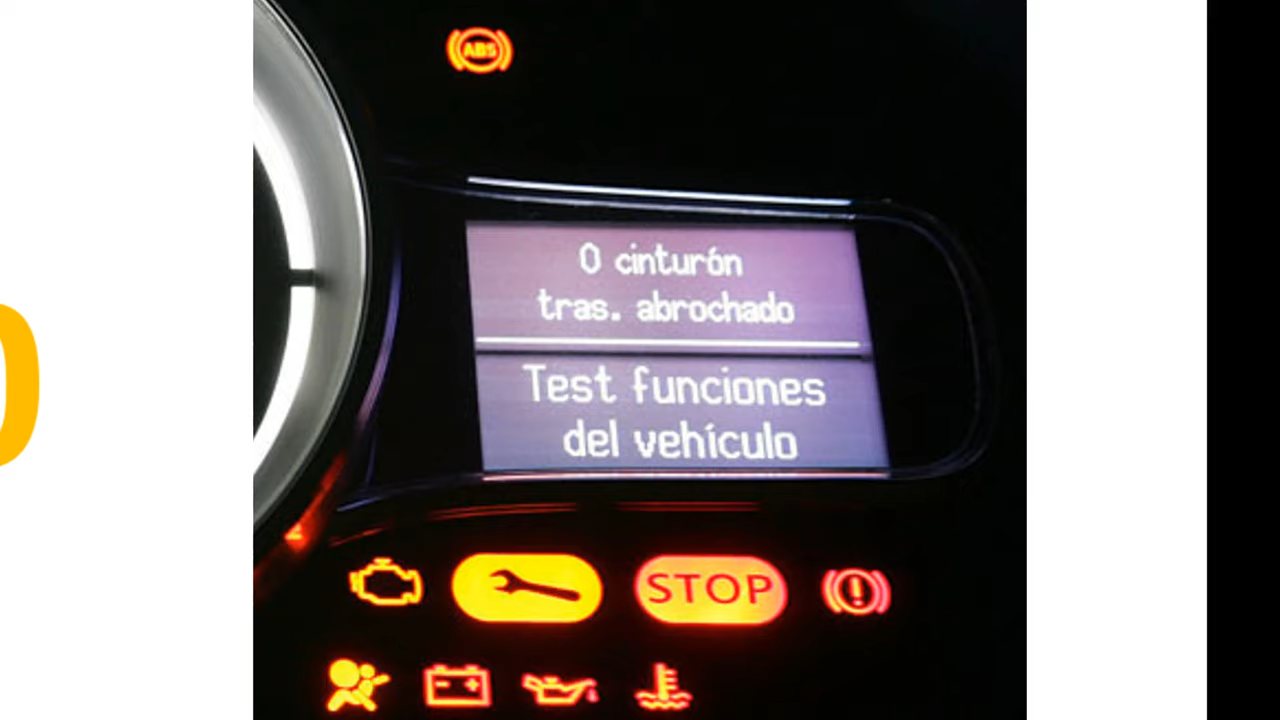 ABS
0 cinturón
tras. abrochado
Test funciones
del vehículo
STOP